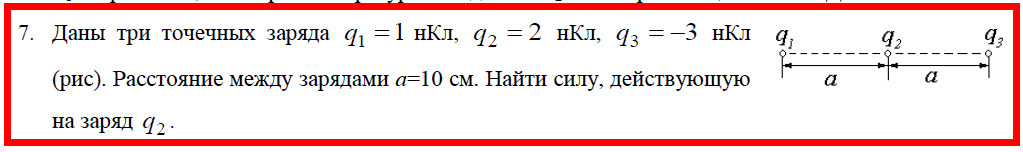 7. Даны три точечных заряда q₁ = 1 нКл, q₂ = 2 нКл, q₃ = −3 нКл
(рис). Расстояние между зарядами a=10 см. Найти силу, действующую
на заряд q₂.
q₁ q₂ q₃
a a